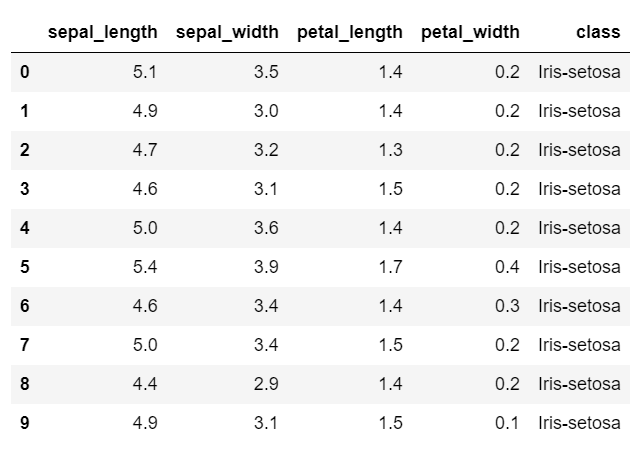 sepal_length sepal_width petal_length petal_width class
0 5.1 3.5 1.4 0.2 Iris-setosa
1 4.9 3.0 1.4 0.2 Iris-setosa
2 4.7 3.2 1.3 0.2 Iris-setosa
3 4.6 3.1 1.5 0.2 Iris-setosa
4 5.0 3.6 1.4 0.2 Iris-setosa
5 5.4 3.9 1.7 0.4 Iris-setosa
6 4.6 3.4 1.4 0.3 Iris-setosa
7 5.0 3.4 1.5 0.2 Iris-setosa
8 4.4 2.9 1.4 0.2 Iris-setosa
9 4.9 3.1 1.5 0.1 Iris-setosa